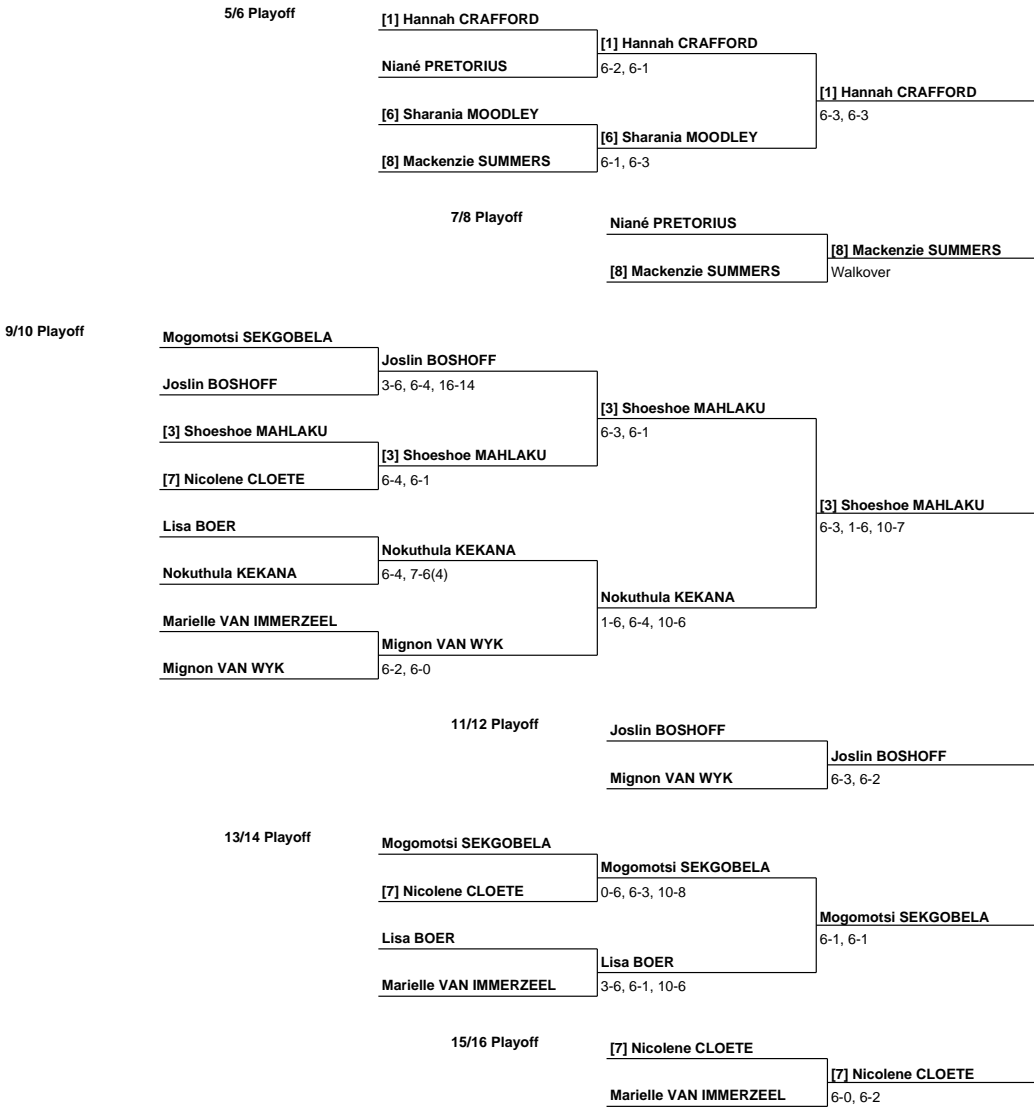 5/6 Playoff
[1] Hannah CRAFFORD
[1] Hannah CRAFFORD
Niané PRETORIUS
6-2, 6-1
[1] Hannah CRAFFORD
[6] Sharania MOODLEY
6-3, 6-3
[6] Sharania MOODLEY
[8] Mackenzie SUMMERS
6-1, 6-3
7/8 Playoff
Niané PRETORIUS
[8] Mackenzie SUMMERS
[8] Mackenzie SUMMERS
Walkover
9/10 Playoff
Mogomotsi SEKGOBELA
Joslin BOSHOFF
Joslin BOSHOFF
3-6, 6-4, 16-14
[3] Shoeshoe MAHLAKU
[3] Shoeshoe MAHLAKU
6-3, 6-1
[3] Shoeshoe MAHLAKU
[7] Nicolene CLOETE
6-4, 6-1
[3] Shoeshoe MAHLAKU
Lisa BOER
6-3, 1-6, 10-7
Nokuthula KEKANA
Nokuthula KEKANA
6-4, 7-6(4)
Nokuthula KEKANA
Marielle VAN IMMERZEEL
1-6, 6-4, 10-6
Mignon VAN WYK
Mignon VAN WYK
6-2, 6-0
11/12 Playoff
Joslin BOSHOFF
Joslin BOSHOFF
Mignon VAN WYK
6-3, 6-2
13/14 Playoff
Mogomotsi SEKGOBELA
Mogomotsi SEKGOBELA
[7] Nicolene CLOETE
0-6, 6-3, 10-8
Mogomotsi SEKGOBELA
Lisa BOER
6-1, 6-1
Lisa BOER
Marielle VAN IMMERZEEL
3-6, 6-1, 10-6
15/16 Playoff
[7] Nicolene CLOETE
[7] Nicolene CLOETE
Marielle VAN IMMERZEEL
6-0, 6-2